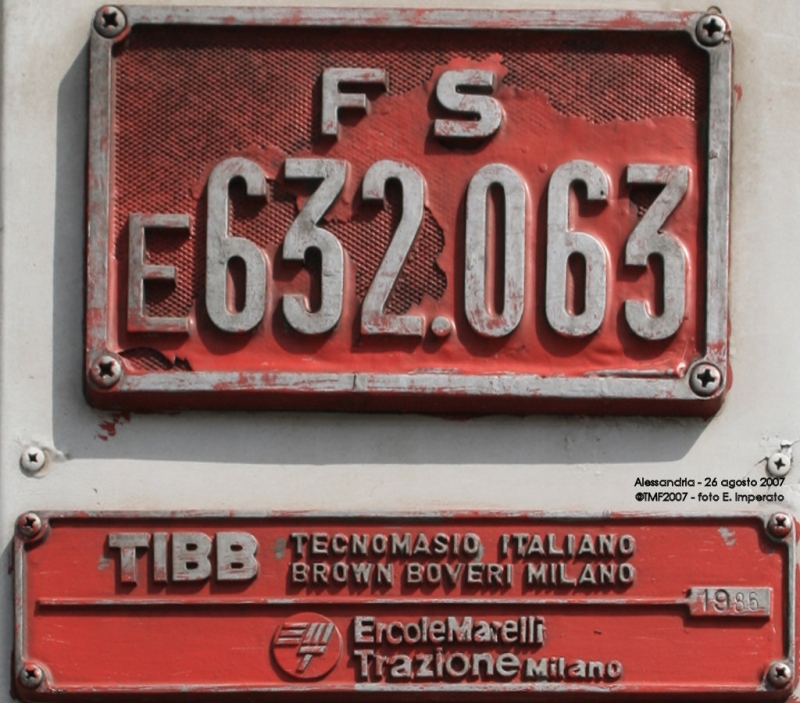 FS
E632.063
Alessandria - 26 agosto 2007
©TMF2007 - foto E. Imperato
TIBB TECNOMASIO ITALIANO
BROWN BOVERI MILANO
1986
ErcoleMarelli
Trazione Milano